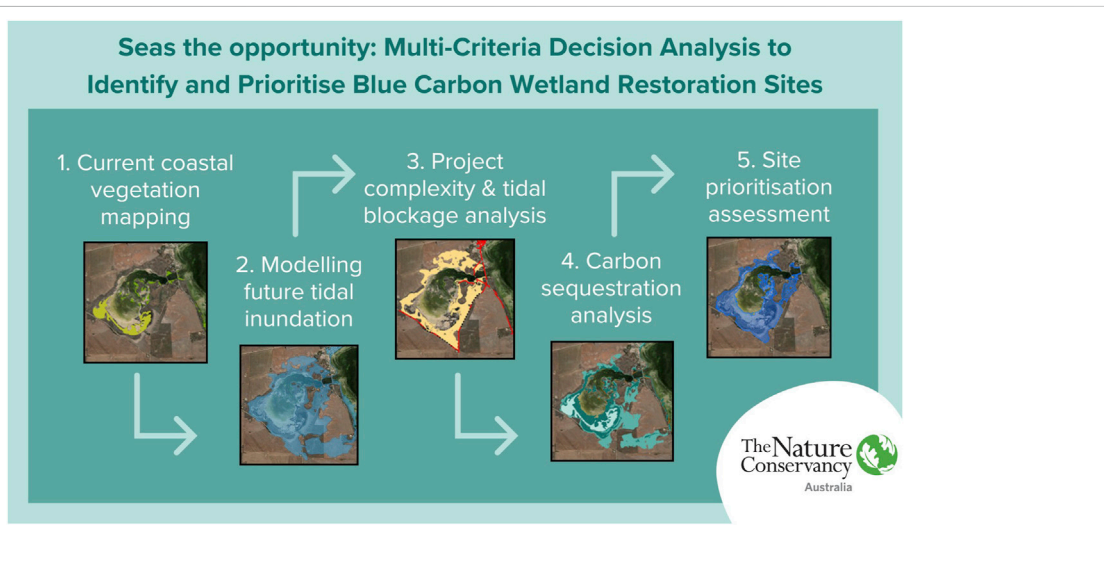 Seas the opportunity: Multi-Criteria Decision Analysis to
Identify and Prioritise Blue Carbon Wetland Restoration Sites
1. Current coastal
vegetation
mapping
2. Modelling
future tidal
inundation
3. Project
complexity & tidal
blockage analysis
4. Carbon
sequestration
analysis
5. Site
prioritisation
assessment
The Nature
Conservancy
Australia